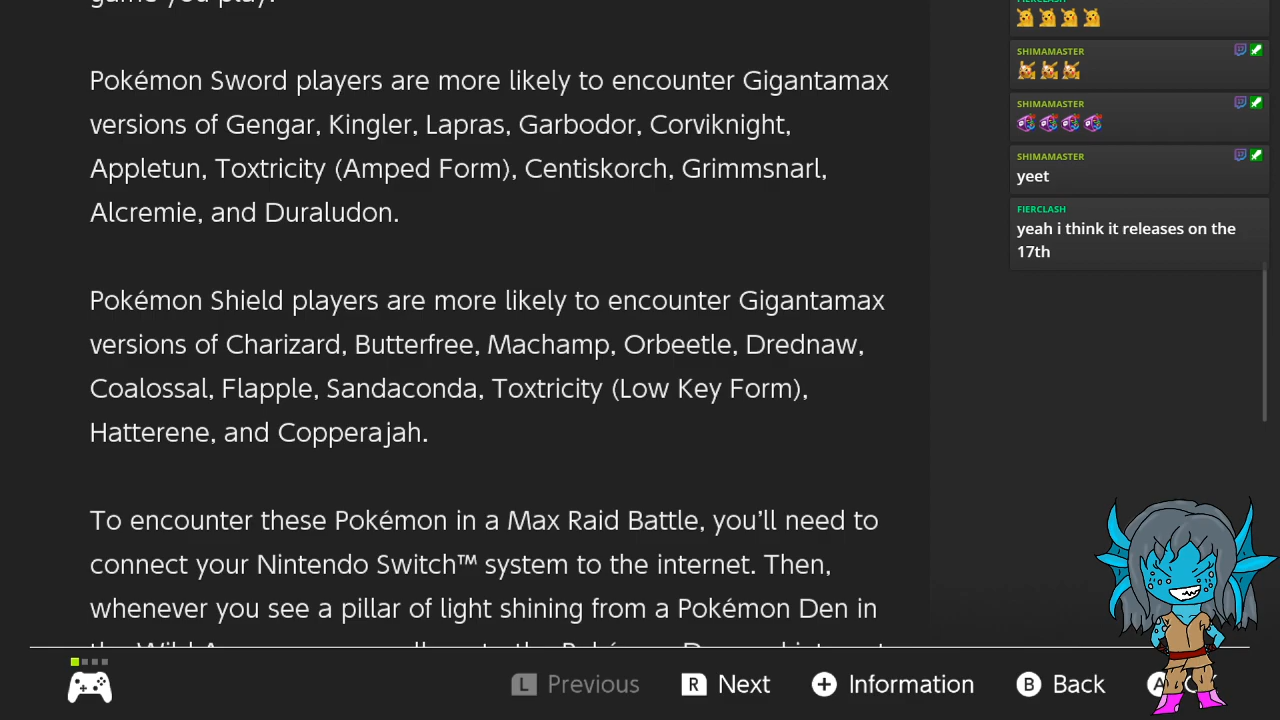 game you play.
Pokémon Sword players are more likely to encounter Gigantamax
versions of Gengar, Kingler, Lapras, Garbodor, Corviknight,
Appletun, Toxtricity (Amped Form), Centiskorch, Grimmsnarl,
Alcremie, and Duraludon.
Pokémon Shield players are more likely to encounter Gigantamax
versions of Charizard, Butterfree, Machamp, Orbeetle, Drednaw,
Coalossal, Flapple, Sandaconda, Toxtricity (Low Key Form),
Hatterene, and Copperajah.
To encounter these Pokémon in a Max Raid Battle, you’ll need to
connect your Nintendo Switch™ system to the internet. Then,
whenever you see a pillar of light shining from a Pokémon Den in
FIERCLASH
SHIMAMASTER
SHIMAMASTER
SHIMAMASTER
yeet
FIERCLASH
yeah i think it releases on the
17th
L Previous
R Next
+ Information
B Back
A